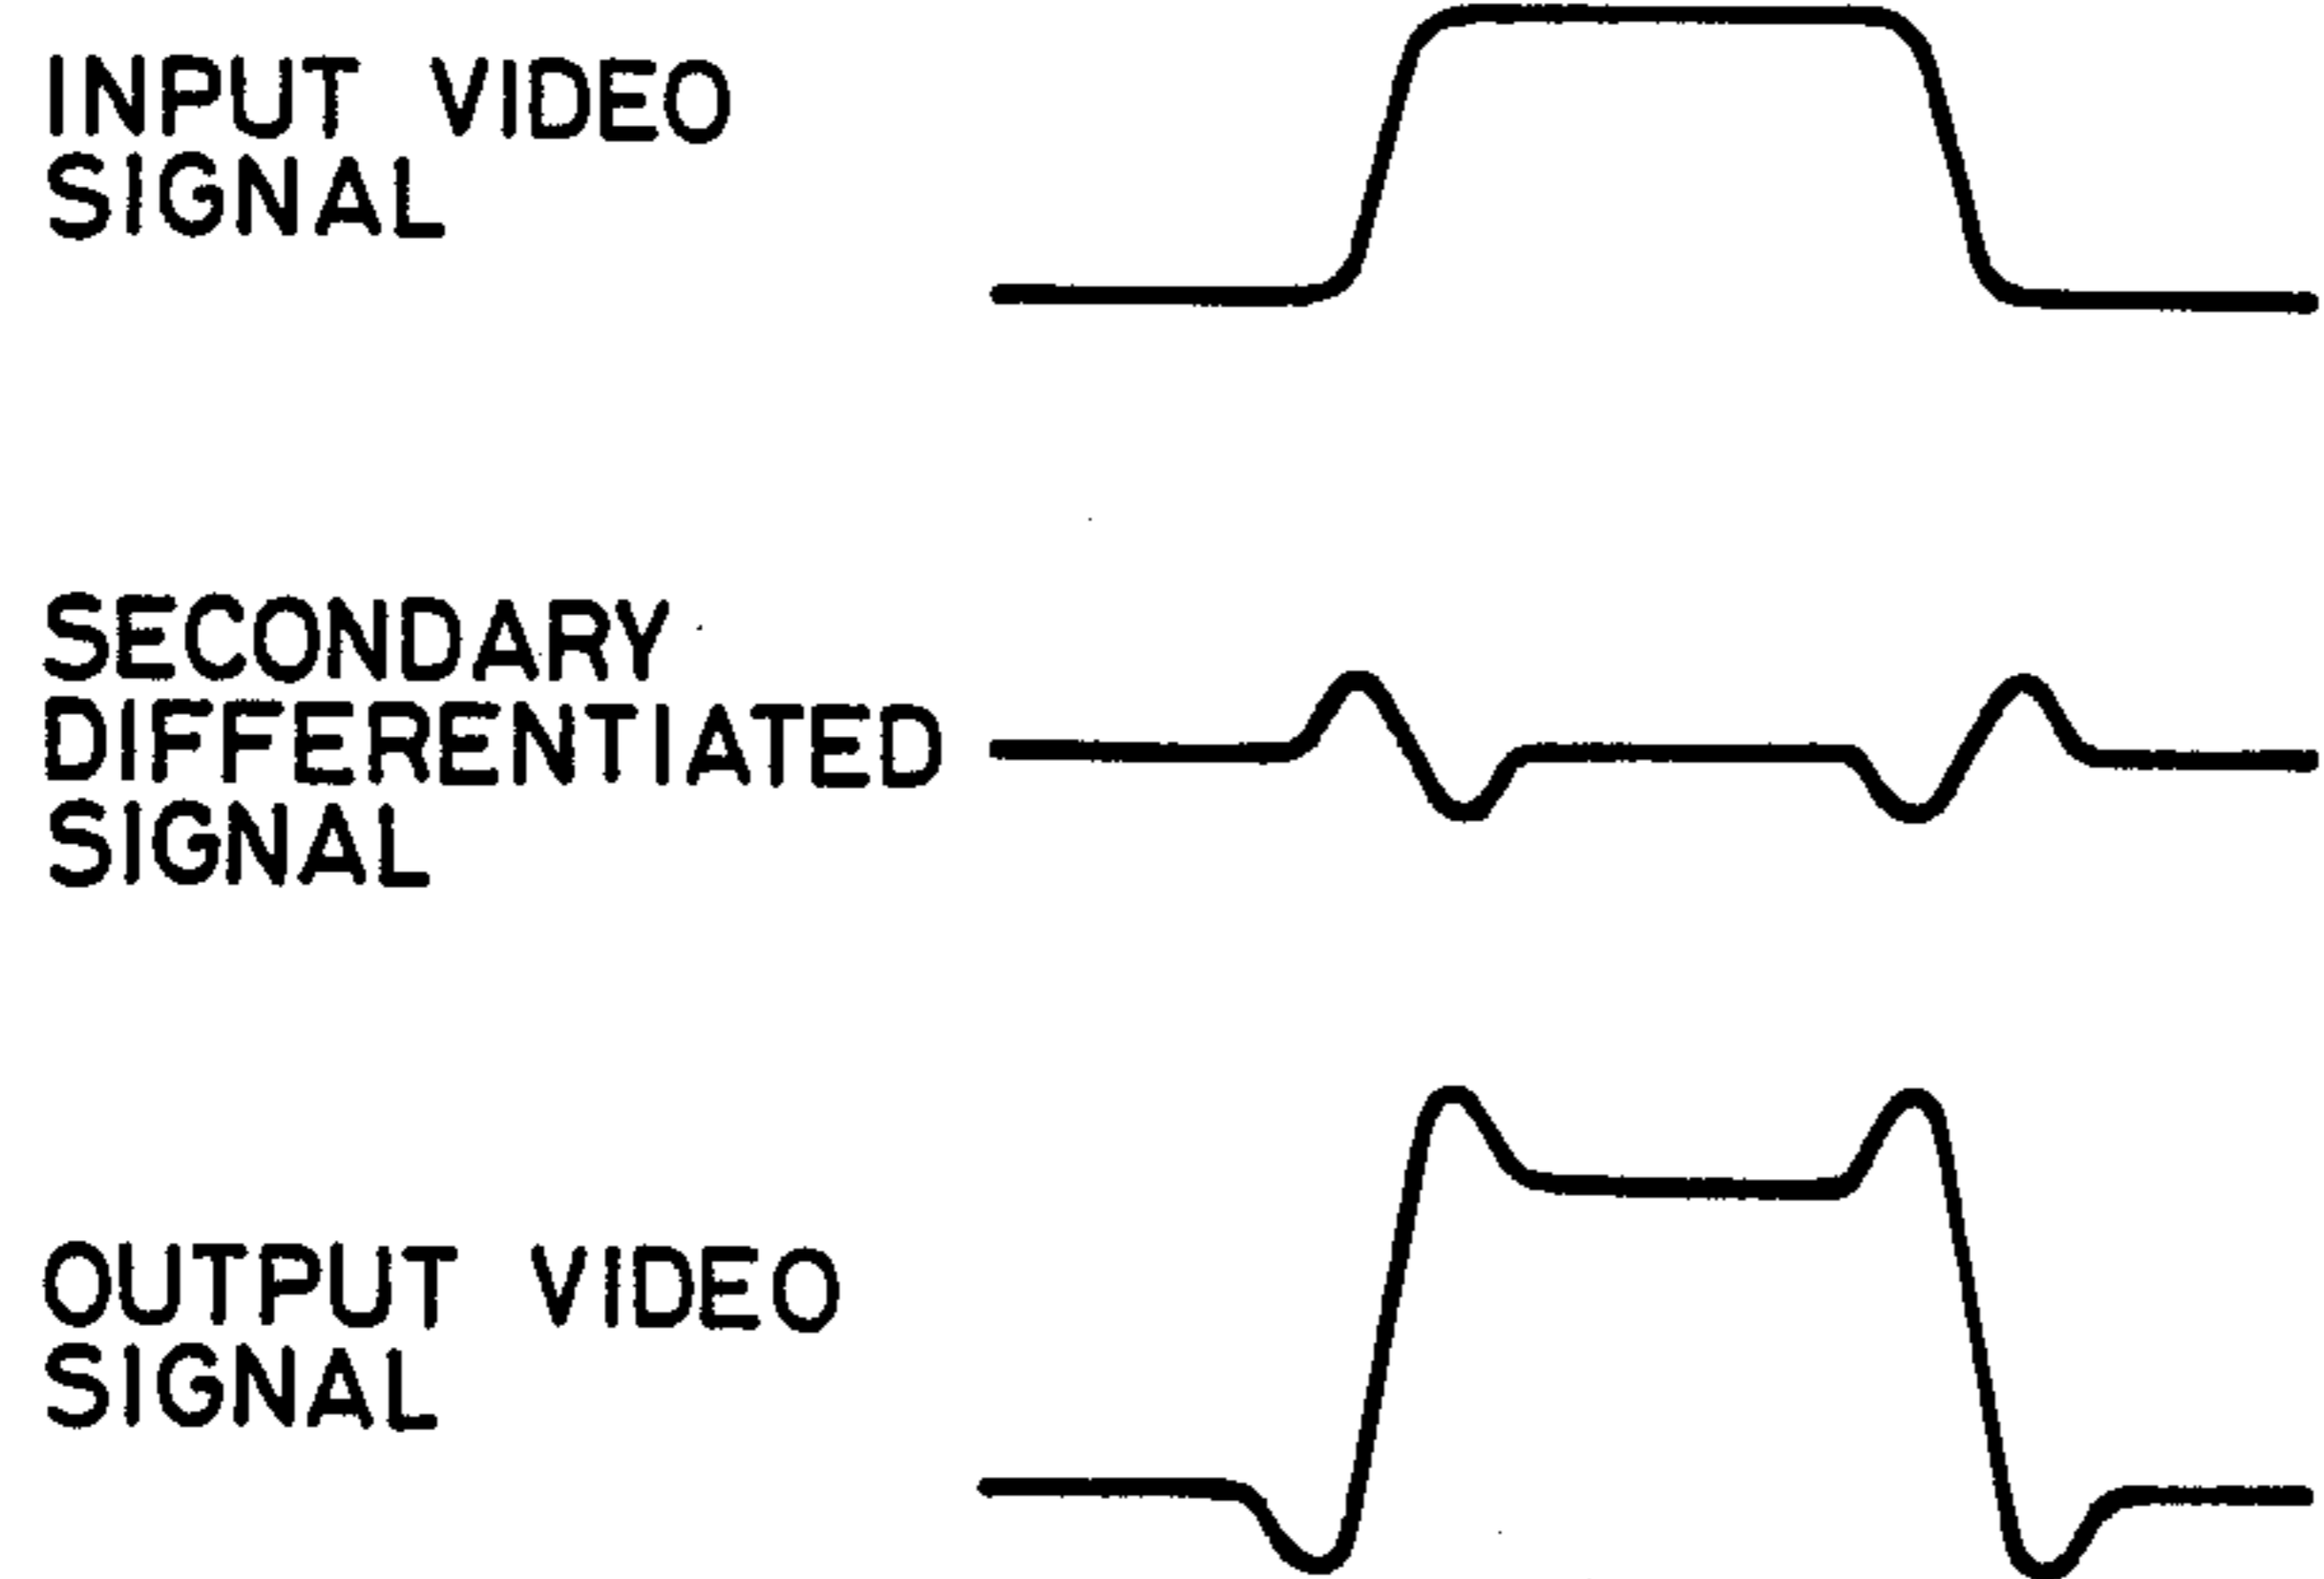 INPUT VIDEO
SIGNAL
SECONDARY
DIFFERENTIATED
SIGNAL
OUTPUT VIDEO
SIGNAL